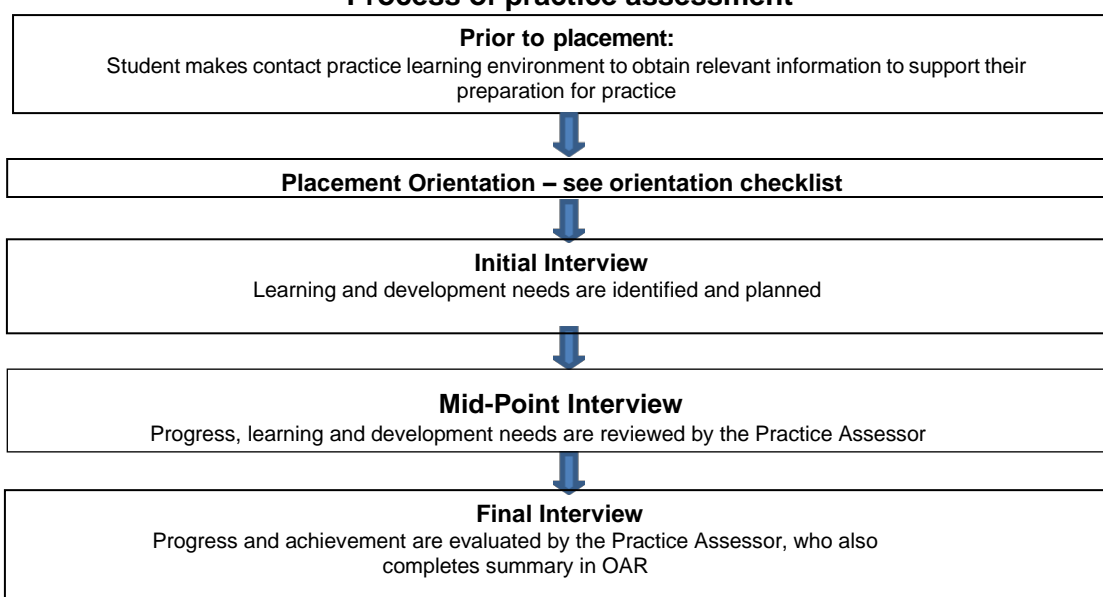 Process of practice assessment
Prior to placement:
Student makes contact practice learning environment to obtain relevant information to support their
preparation for practice
Placement Orientation – see orientation checklist
Initial Interview
Learning and development needs are identified and planned
Mid-Point Interview
Progress, learning and development needs are reviewed by the Practice Assessor
Final Interview
Progress and achievement are evaluated by the Practice Assessor, who also
completes summary in OAR